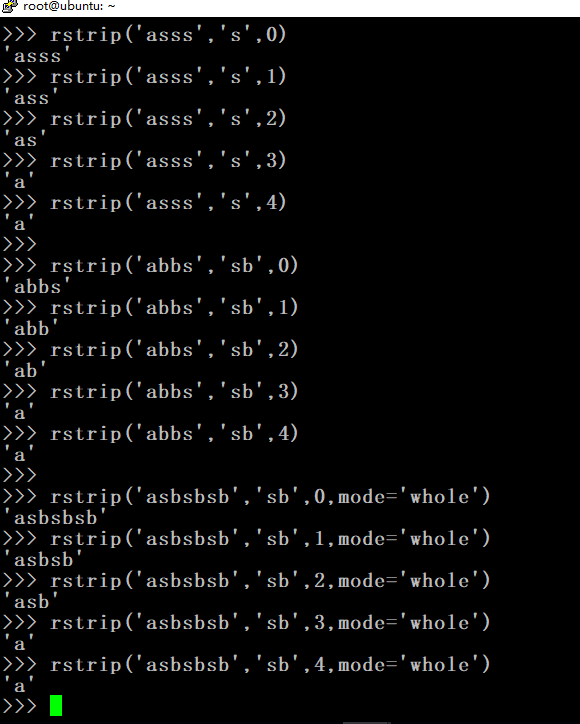 root@ubuntu: ~
>>> rstrip('asss','s',0)
'asss'
>>> rstrip('asss','s',1)
'ass'
>>> rstrip('asss','s',2)
'as'
>>> rstrip('asss','s',3)
'a'
>>> rstrip('asss','s',4)
'a'
>>>
>>> rstrip('abbs','sb',0)
'abbs'
>>> rstrip('abbs','sb',1)
'abb'
>>> rstrip('abbs','sb',2)
'ab'
>>> rstrip('abbs','sb',3)
'a'
>>> rstrip('abbs','sb',4)
'a'
>>>
>>> rstrip('asbsbsb','sb',0,mode='whole')
'asbsbsb'
>>> rstrip('asbsbsb','sb',1,mode='whole')
'asbsb'
>>> rstrip('asbsbsb','sb',2,mode='whole')
'asb'
>>> rstrip('asbsbsb','sb',3,mode='whole')
'a'
>>> rstrip('asbsbsb','sb',4,mode='whole')
'a'
>>>